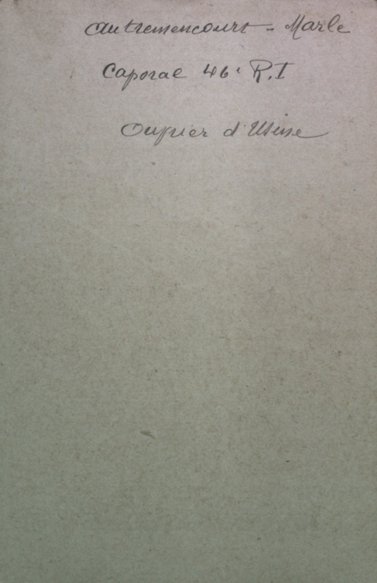 Autremencourt - Marle
Caporal 46e R.I
Ouvrier d'Usine